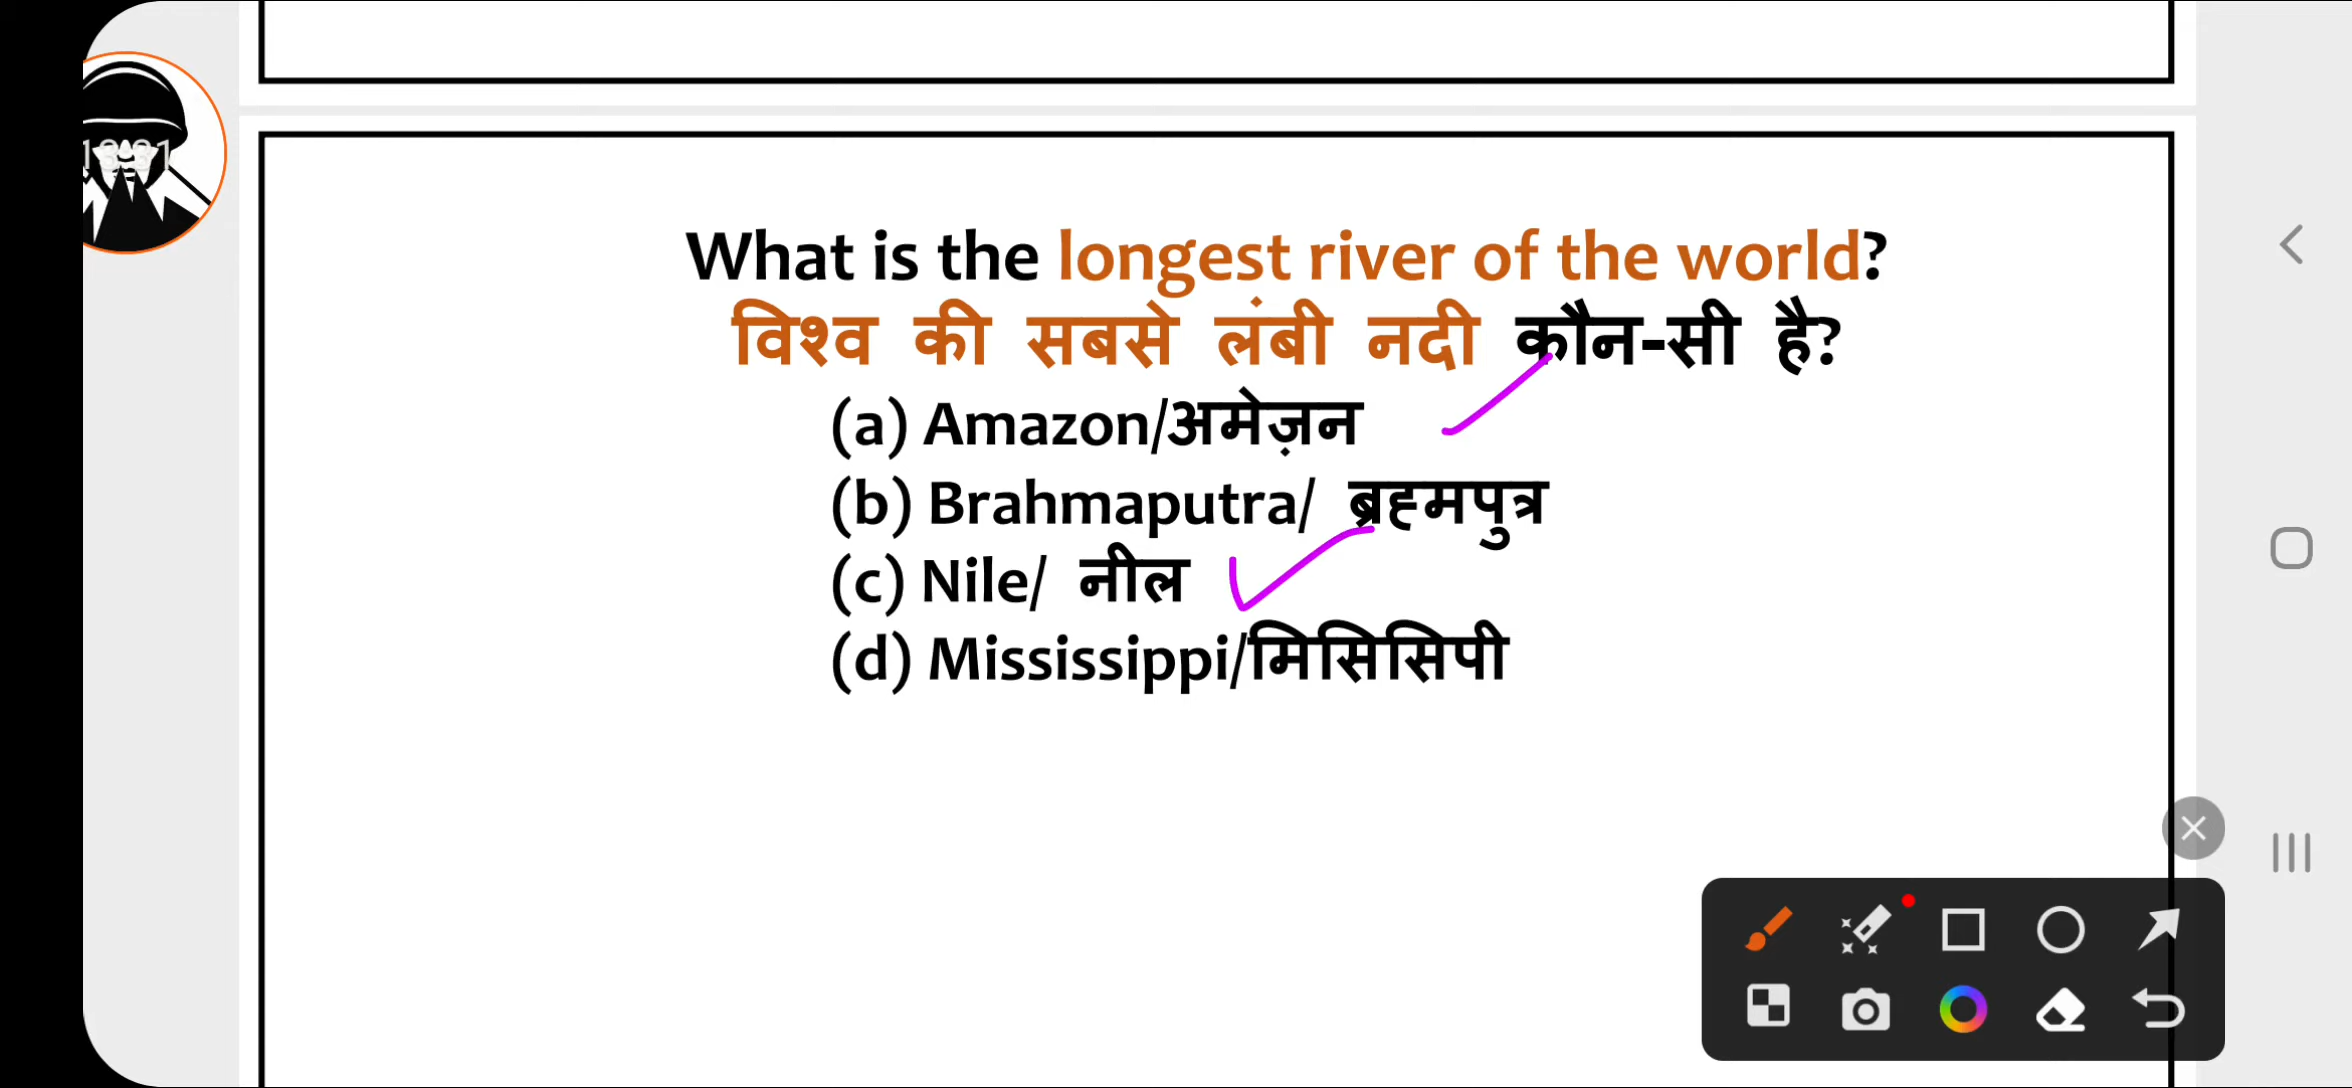 What is the longest river of the world?
विश्व की सबसे लंबी नदी कौन-सी है?
(a) Amazon/अमेज़न
(b) Brahmaputra/ ब्रह्मपुत्र
(c) Nile/ नील
(d) Mississippi/मिसिसिपी